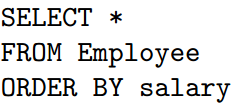 SELECT *
FROM Employee
ORDER BY salary